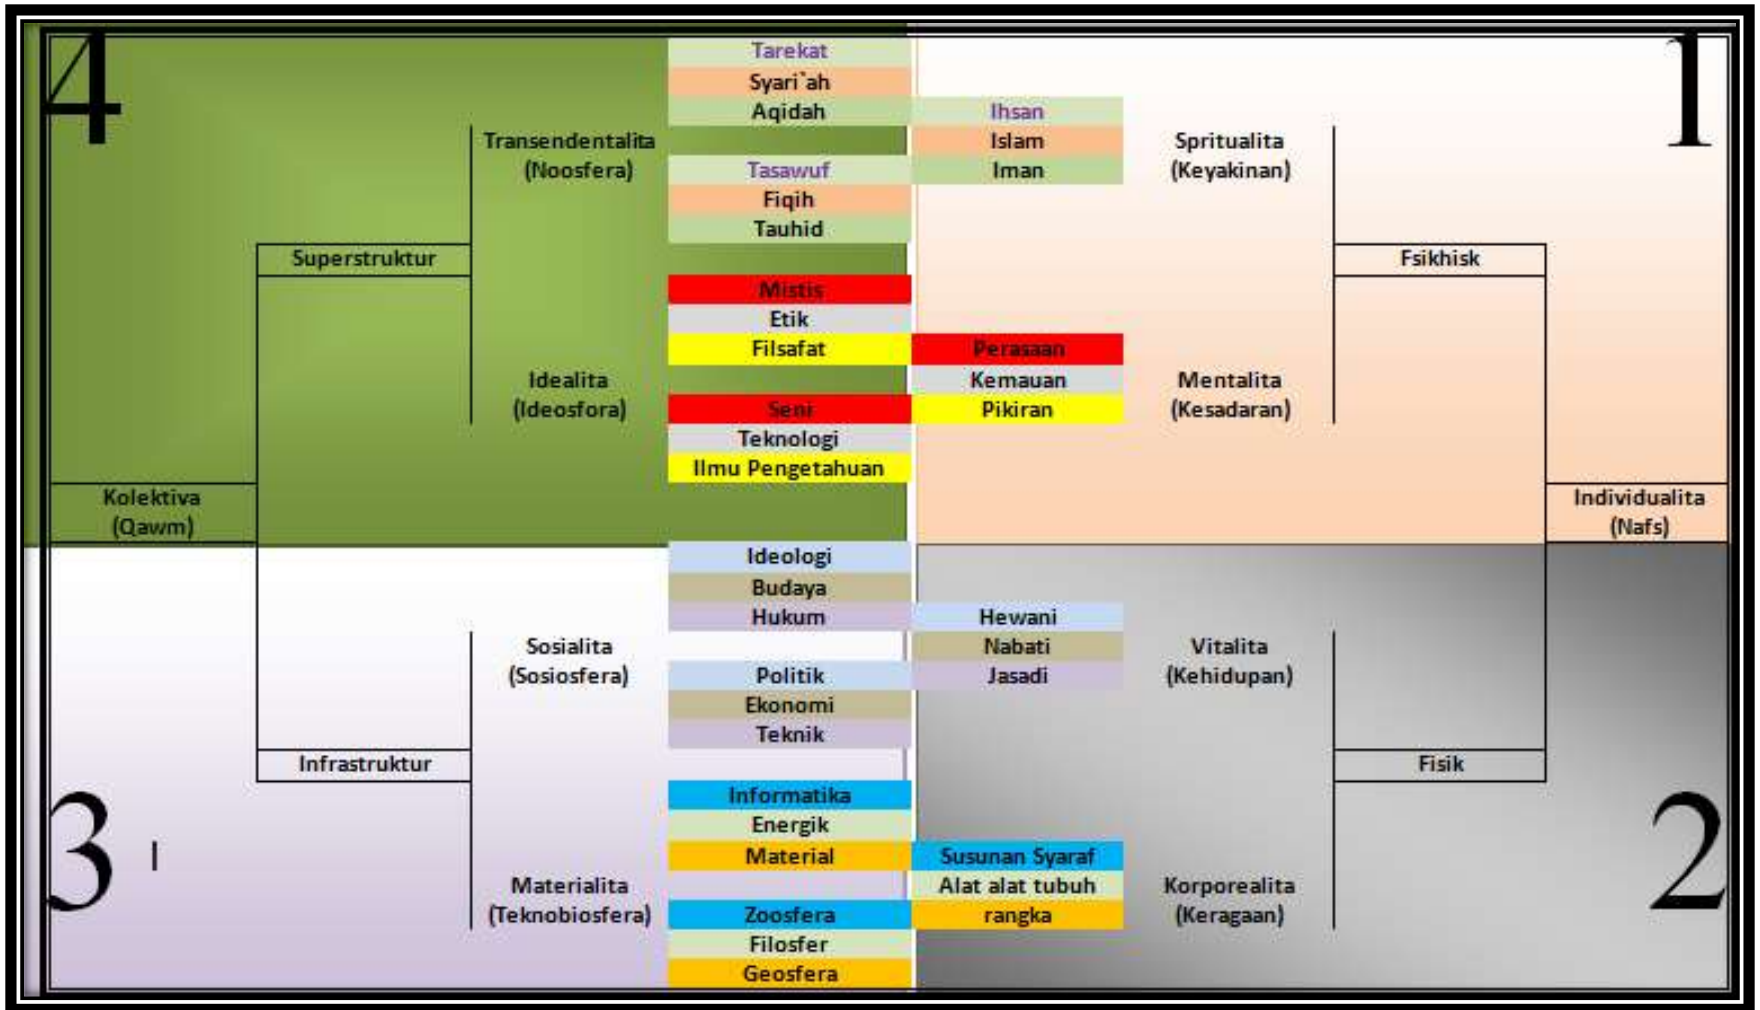 4
1
Tarekat
Syari`ah
Aqidah
Ihsan
Transendentalita
Islam
Spritualita
(Noosfera)
Tasawuf
Iman
(Keyakinan)
Fiqih
Tauhid
Superstruktur
Fsikhisk
Mistis
Etik
Filsafat
Perasaan
Idealita
Kemauan
Mentalita
(Ideosfora)
Seni
Pikiran
(Kesadaran)
Teknologi
Ilmu Pengetahuan
Kolektiva
Individualita
(Qawm)
(Nafs)
Ideologi
Budaya
Hukum
Hewani
Sosialita
Nabati
Vitalita
(Sosiosfera)
Politik
Jasadi
(Kehidupan)
Ekonomi
Teknik
Infrastruktur
Fisik
Informatika
Energik
3
I
2
Material
Susunan Syaraf
Materialita
Alat alat tubuh
Korporealita
(Teknobiosfera)
Zoosfera
rangka
(Keragaan)
Filosfer
Geosfera